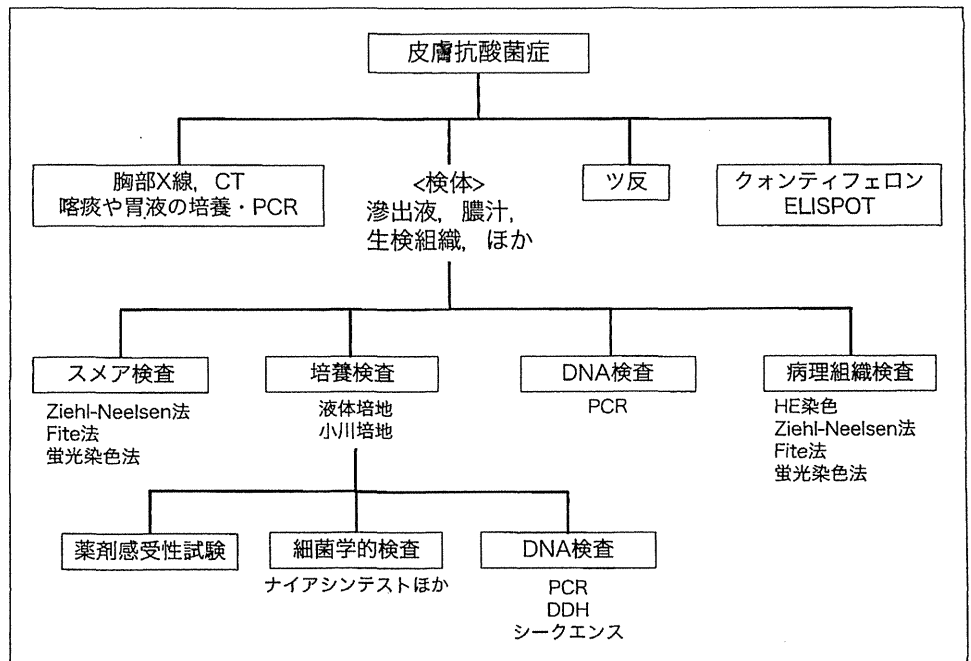 皮膚抗酸菌症
胸部X線，CT
喀痰や胃液の培養・PCR
<検体>
滲出液，膿汁，
生検組織，ほか
ツ反
クォンティフェロン
ELISPOT
スメア検査
Ziehl-Neelsen法
Fite法
蛍光染色法
培養検査
液体培地
小川培地
DNA検査
PCR
病理組織検査
HE染色
Ziehl-Neelsen法
Fite法
蛍光染色法
薬剤感受性試験
細菌学的検査
ナイアシンテストほか
DNA検査
PCR
DDH
シークエンス